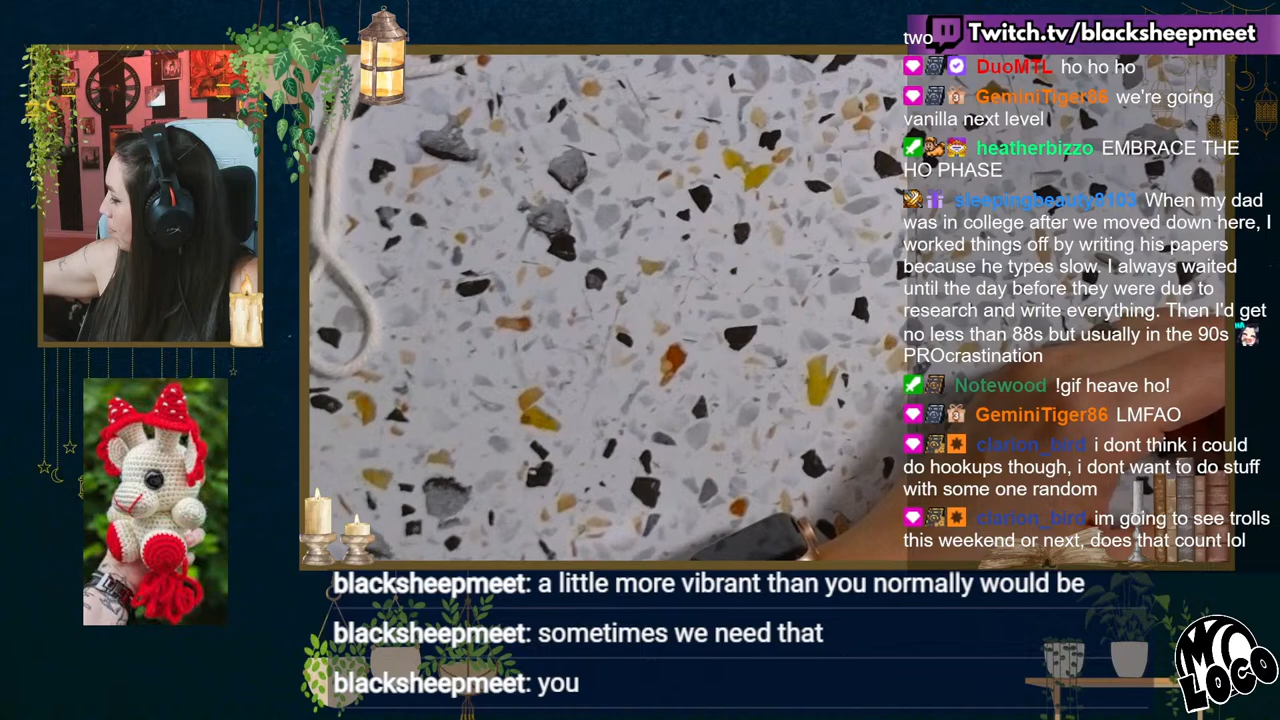 Twitch.tv/blacksheepmeet
two
DuoMTL ho ho ho
GeminiTiger86 we're going
vanilla next level
heatherbizzo EMBRACE THE
HO PHASE
sleepingbeauty0103 When my dad
was in college after we moved down here, I
worked things off by writing his papers
because he types slow. I always waited
until the day before they were due to
research and write everything. Then I'd get
no less than 88s but usually in the 90s
PROcrastination
Notewood !gif heave ho!
GeminiTiger86 LMFAO
clarion_bird i dont think i could
do hookups though, i dont want to do stuff
with some one random
clarion_bird im going to see trolls
this weekend or next, does that count lol
blacksheepmeet: a little more vibrant than you normally would be
blacksheepmeet: sometimes we need that
blacksheepmeet: you
MC
LOCO